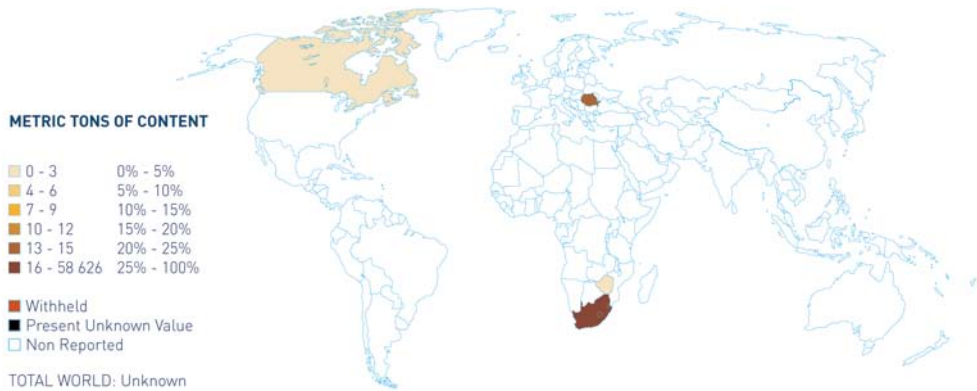 METRIC TONS OF CONTENT
0 - 3 0% - 5%
4 - 6 5% - 10%
7 - 9 10% - 15%
10 - 12 15% - 20%
13 - 15 20% - 25%
16 - 58 626 25% - 100%
Withheld
Present Unknown Value
Non Reported
TOTAL WORLD: Unknown